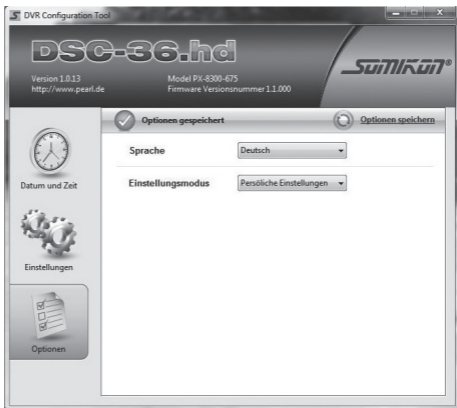 DVR Configuration Tool
DSC-36.hd
SOMIKON®
Version 1.0.13
http://www.pearl.de
Model PX-8300-675
Firmware Versionsnummer 1.1.000
Optionen gespeichert
Optionen speichern
Sprache
Deutsch
Einstellungsmodus
Persöliche Einstellungen
Datum und Zeit
Einstellungen
Optionen